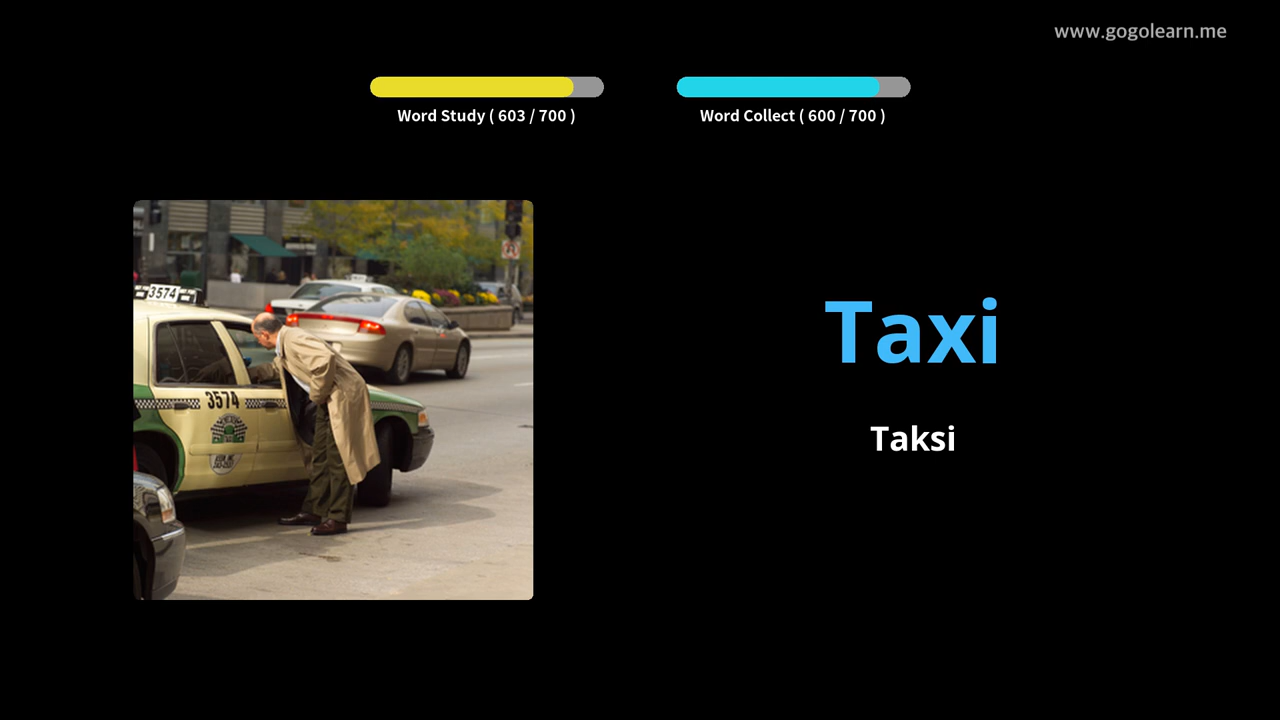 www.gogolearn.me
Word Study ( 603 / 700 )
Word Collect ( 600 / 700 )
3574
3574
Taxi
Taksi